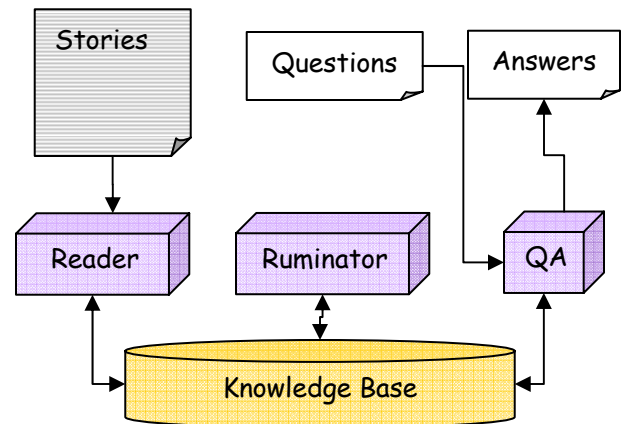 Stories
Questions
Answers
Reader
Ruminator
QA
Knowledge Base